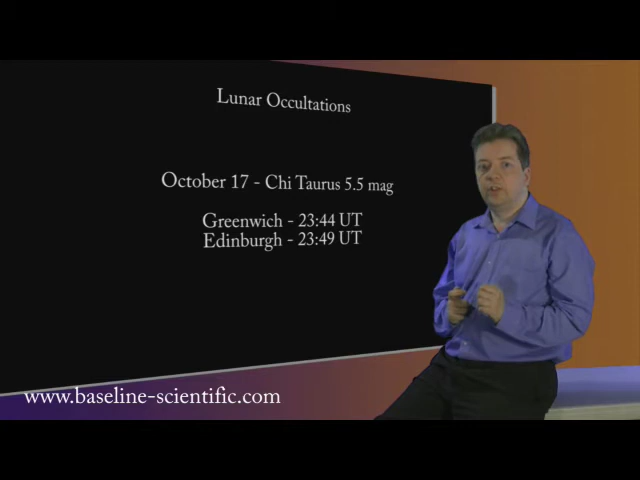 Lunar Occultations
October 17 - Chi Taurus 5.5 mag
Greenwich - 23:44 UT
Edinburgh - 23:49 UT
www.baseline-scientific.com